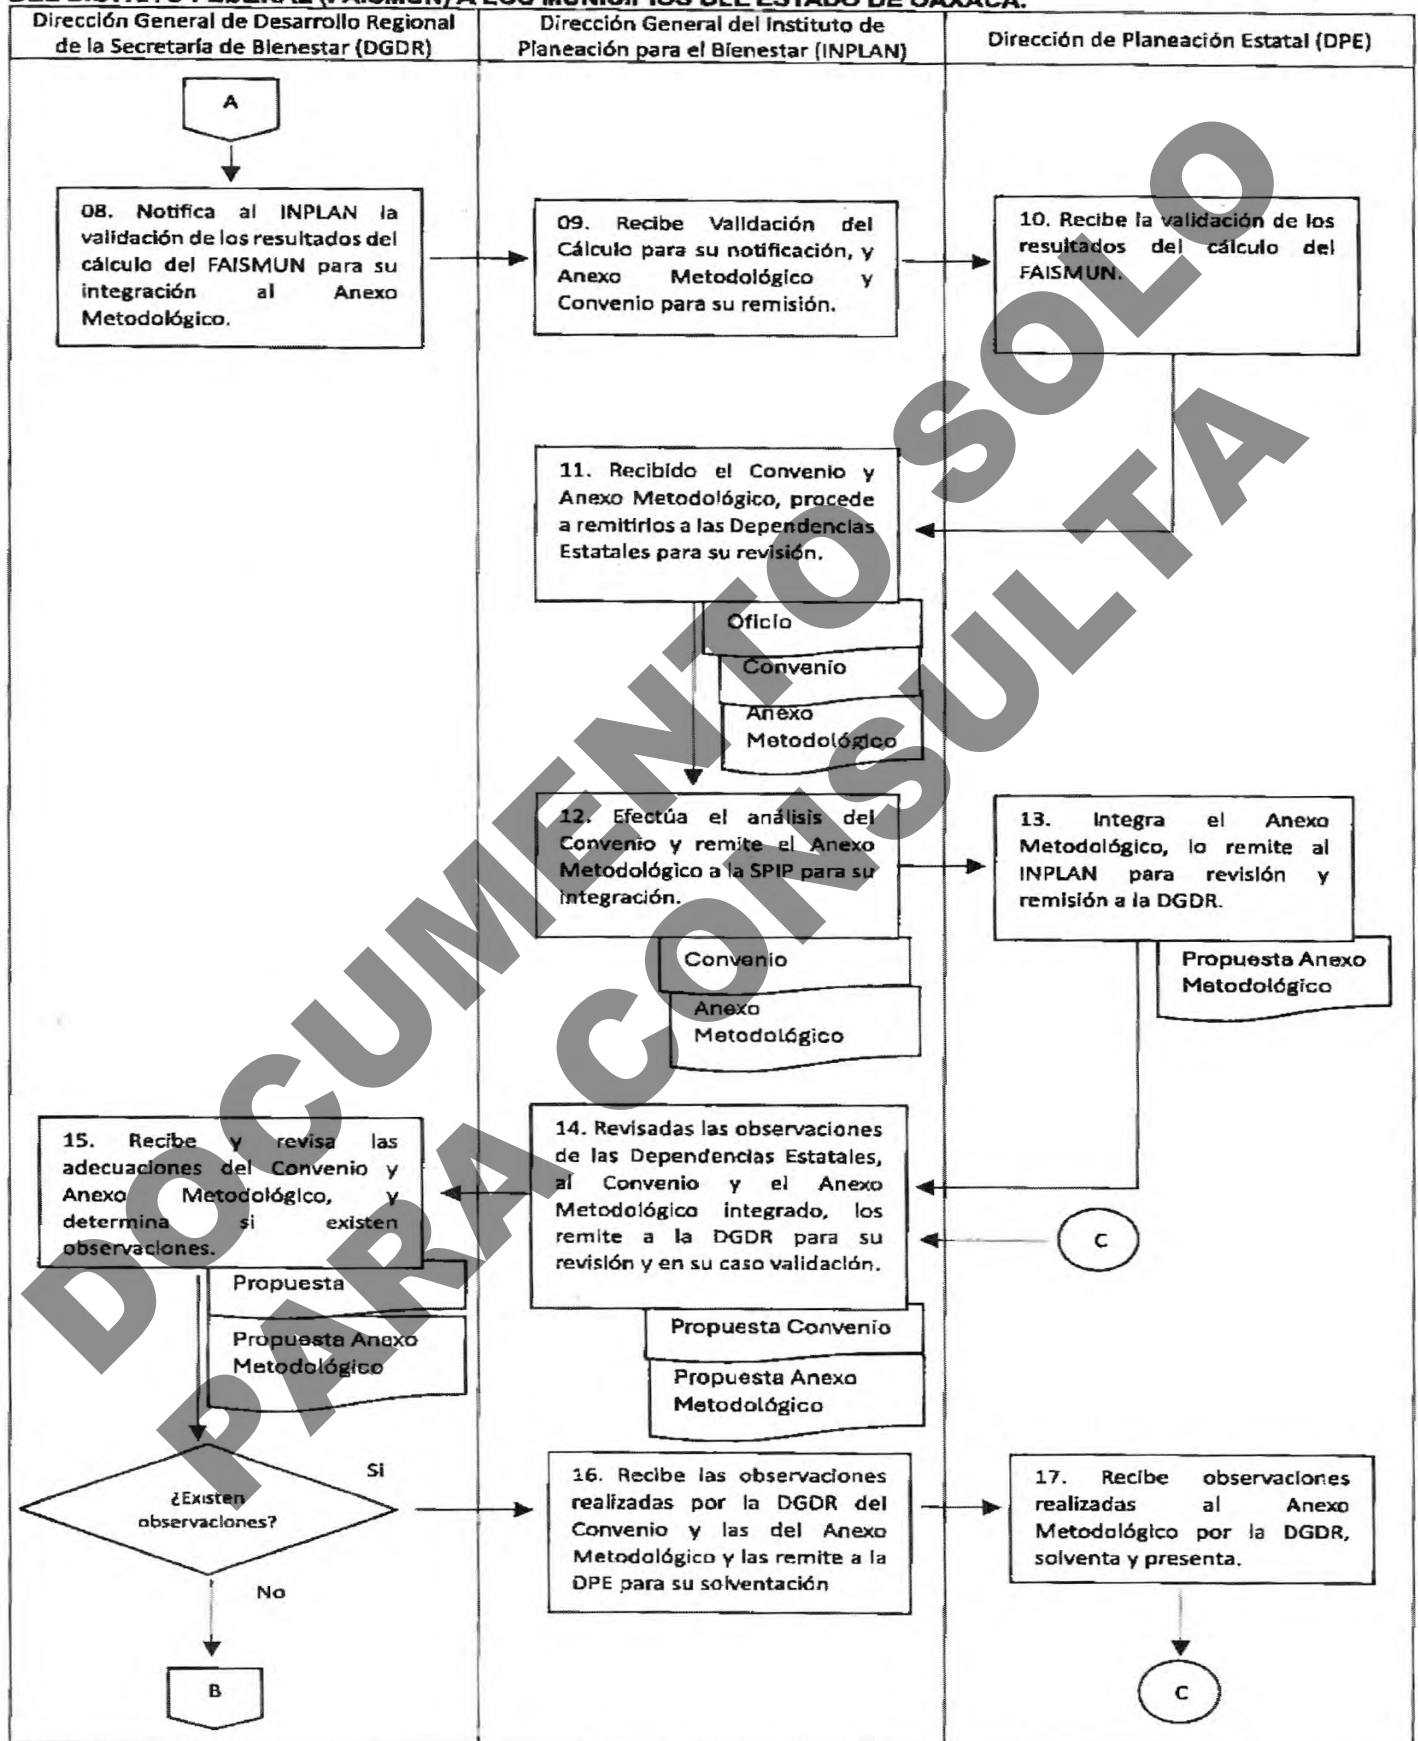 DEL DISTRITO FEDERAL (FAISMUN) A LOS MUNICIPIOS DEL ESTADO DE OAXACA.
Dirección General de Desarrollo Regional
de la Secretaría de Bienestar (DGDR)
Dirección General del Instituto de
Planeación para el Bienestar (INPLAN)
Dirección de Planeación Estatal (DPE)
A
08. Notifica al INPLAN la
validación de los resultados del
cálculo del FAISMUN para su
integración al Anexo
Metodológico.
09. Recibe Validación del
Cálculo para su notificación, y
Anexo Metodológico y
Convenio para su remisión.
10. Recibe la validación de los
resultados del cálculo del
FAISMUN.
11. Recibido el Convenio y
Anexo Metodológico, procede
a remitirlos a las Dependencias
Estatales para su revisión.
Oficio
Convenio
Anexo
Metodológico
12. Efectúa el análisis del
Convenio y remite el Anexo
Metodológico a la SPIP para su
integración.
Convenio
Anexo
Metodológico
13. Integra el Anexo
Metodológico, lo remite al
INPLAN para revisión y
remisión a la DGDR.
Propuesta Anexo
Metodológico
14. Revisadas las observaciones
de las Dependencias Estatales,
al Convenio y el Anexo
Metodológico integrado, los
remite a la DGDR para su
revisión y en su caso validación.
C
Propuesta Convenio
Propuesta Anexo
Metodológico
15. Recibe y revisa las
adecuaciones del Convenio y
Anexo Metodológico, y
determina si existen
observaciones.
Propuesta
Propuesta Anexo
Metodológico
¿Existen
observaciones?
Si
No
B
16. Recibe las observaciones
realizadas por la DGDR del
Convenio y las del Anexo
Metodológico y las remite a la
DPE para su solventación
17. Recibe observaciones
realizadas al Anexo
Metodológico por la DGDR,
solventa y presenta.
C
DOCUMENTO SOLO
PARA CONSULTA